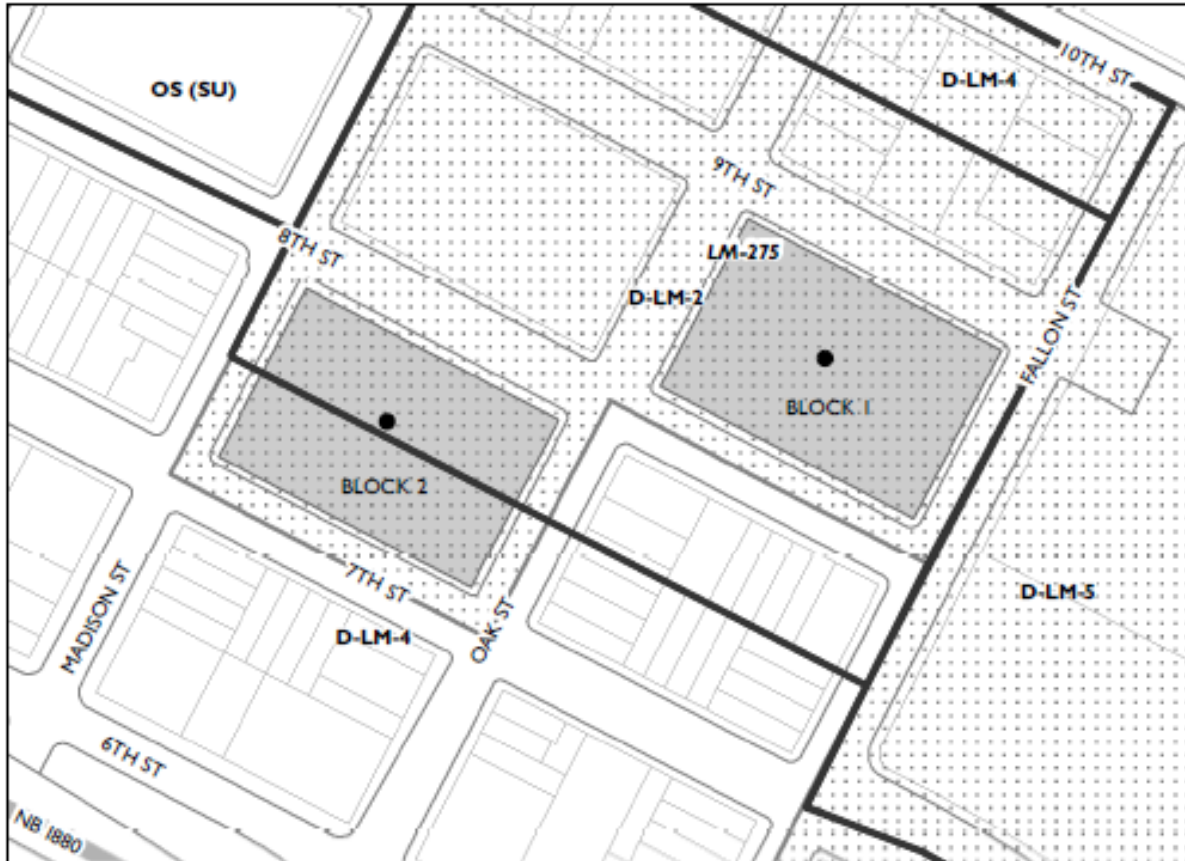 10TH ST
D-LM-4
OS (SU)
9TH ST
8TH ST
LM-275
D-LM-2
FALLON ST
BLOCK 1
BLOCK 2
7TH ST
D-LM-5
MADISON ST
OAK ST
D-LM-4
6TH ST
NB I880